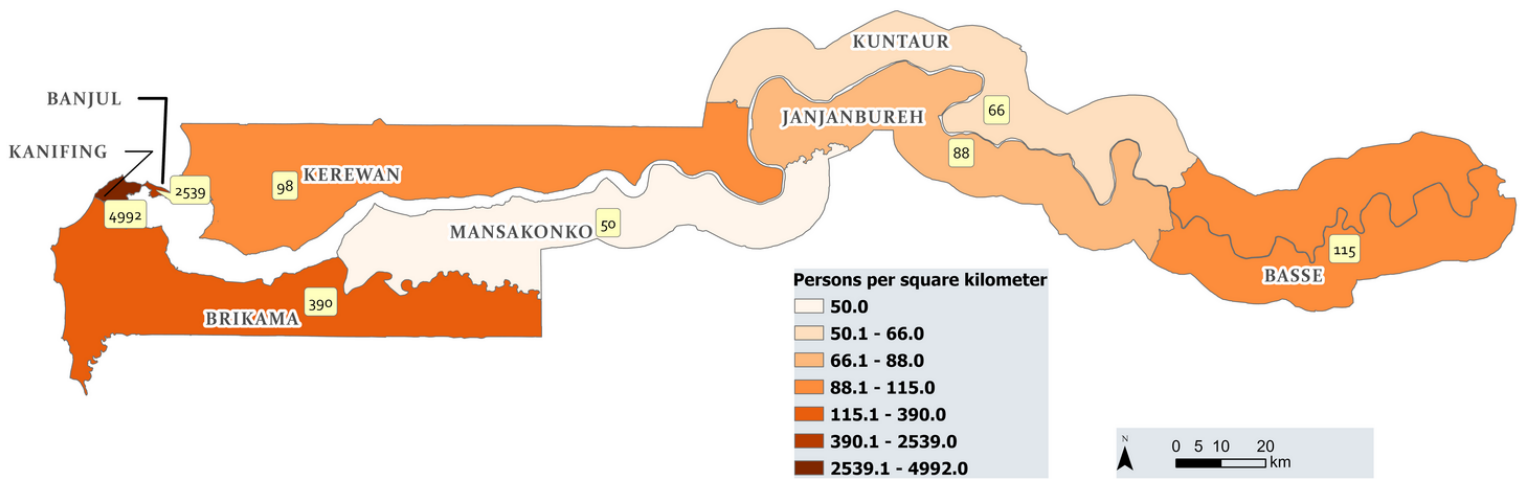 KUNTAUR
BANJUL
66
JANJANBUREH
KANIFING
88
KEREWAN
98
2539
4992
50
MANSAKONKO
115
BASSE
390
BRIKAMA
Persons per square kilometer
50.0
50.1 - 66.0
66.1 - 88.0
88.1 - 115.0
115.1 - 390.0
390.1 - 2539.0
2539.1 - 4992.0
N
0 5 10 20
km